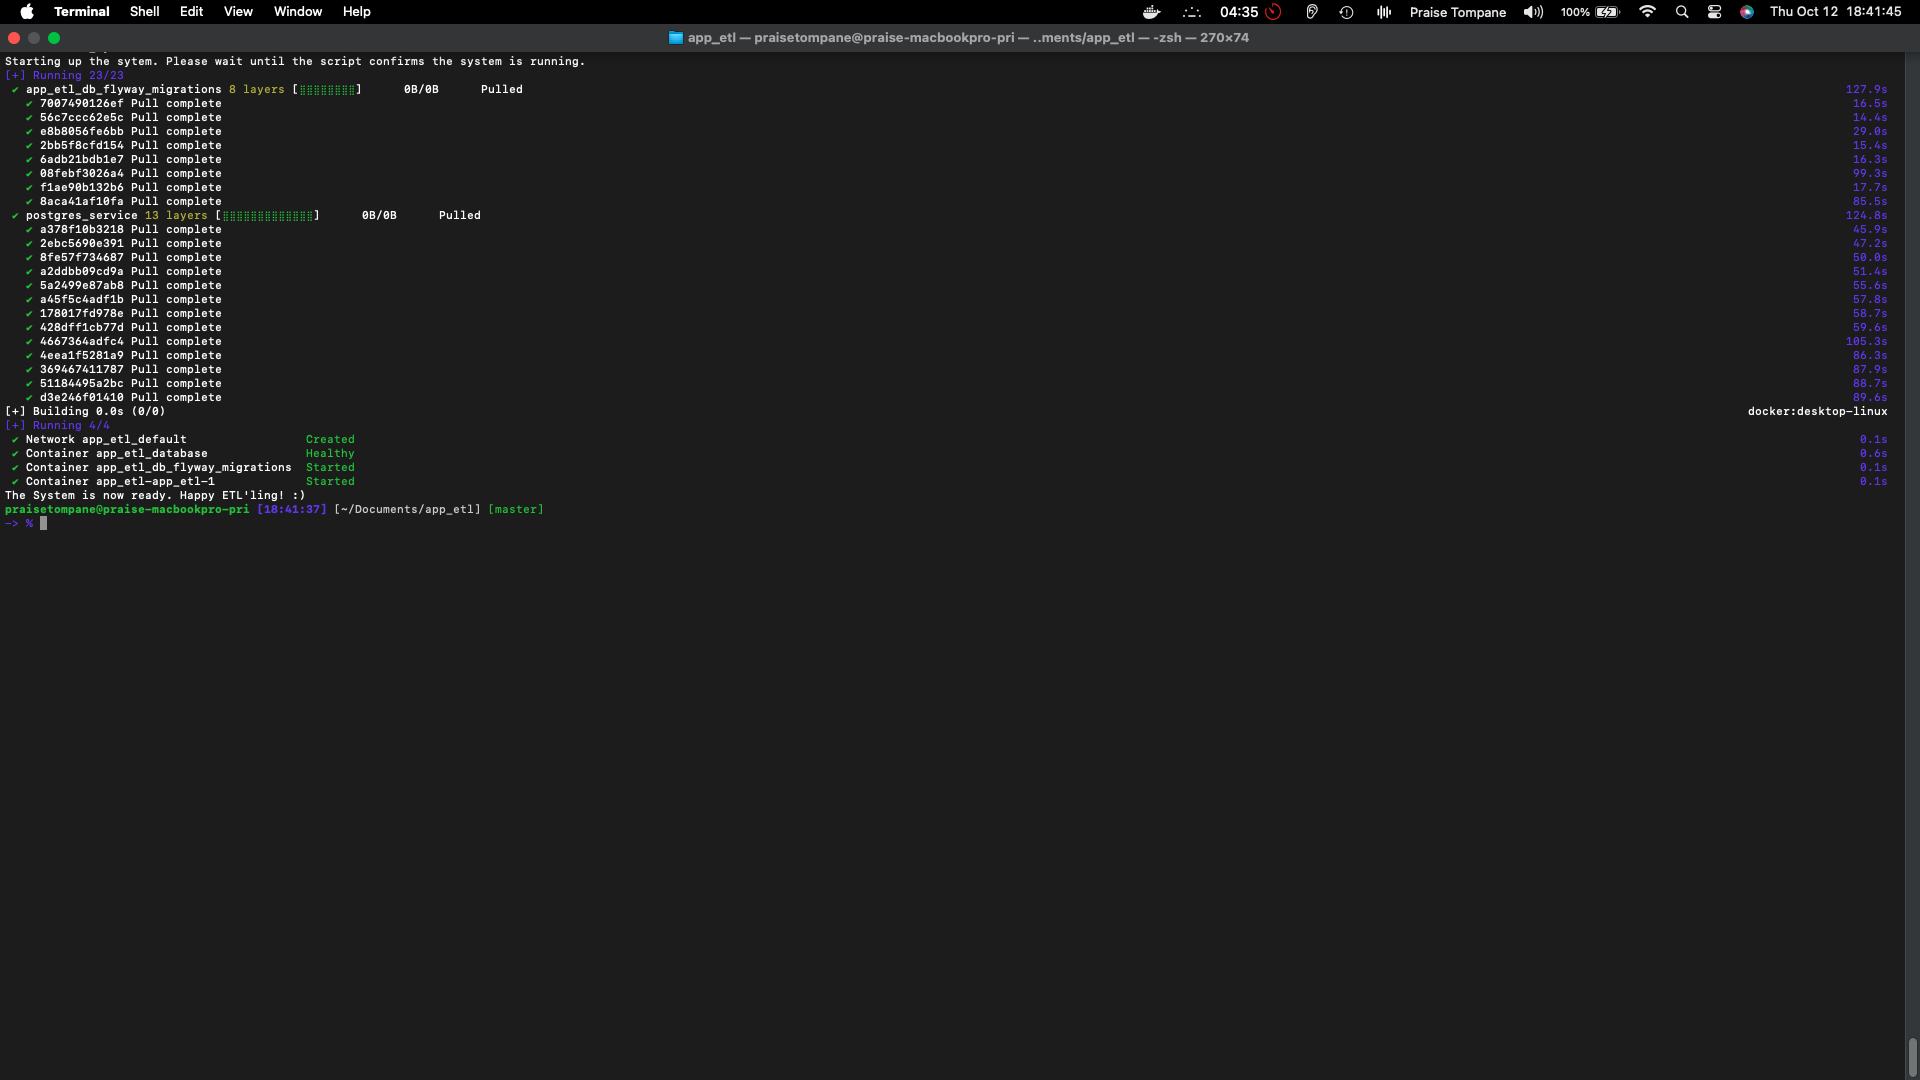 Terminal Shell Edit View Window Help 04:35 Praise Tompane 100% Thu Oct 12 18:41:45
app_etl — praisetompane@praise-macbookpro-pri — ..ments/app_etl — -zsh — 270×74
Starting up the sytem. Please wait until the script confirms the system is running.
[+] Running 23/23
✔ app_etl_db_flyway_migrations 8 layers [⣿⣿⣿⣿⣿⣿⣿⣿] 0B/0B Pulled 127.9s
✔ 7007490126ef Pull complete 16.5s
✔ 56c7ccc62e5c Pull complete 14.4s
✔ e8b8056fe6bb Pull complete 29.0s
✔ 2bb5f8cfd154 Pull complete 15.4s
✔ 6adb21bdb1e7 Pull complete 16.3s
✔ 08febf3026a4 Pull complete 99.3s
✔ f1ae90b132b6 Pull complete 17.7s
✔ 8aca41af10fa Pull complete 85.5s
✔ postgres_service 13 layers [⣿⣿⣿⣿⣿⣿⣿⣿⣿⣿⣿⣿⣿] 0B/0B Pulled 124.8s
✔ a378f10b3218 Pull complete 45.9s
✔ 2ebc5690e391 Pull complete 47.2s
✔ 8fe57f734687 Pull complete 50.0s
✔ a2ddbb09cd9a Pull complete 51.4s
✔ 5a2499e87ab8 Pull complete 55.6s
✔ a45f5c4adf1b Pull complete 57.8s
✔ 178017fd978e Pull complete 58.7s
✔ 428dff1cb77d Pull complete 59.6s
✔ 4667364adfc4 Pull complete 105.3s
✔ 4eea1f5281a9 Pull complete 86.3s
✔ 369467411787 Pull complete 87.9s
✔ 51184495a2bc Pull complete 88.7s
✔ d3e246f01410 Pull complete 89.6s
[+] Building 0.0s (0/0) docker:desktop-linux
[+] Running 4/4
✔ Network app_etl_default Created 0.1s
✔ Container app_etl_database Healthy 0.6s
✔ Container app_etl_db_flyway_migrations Started 0.1s
✔ Container app_etl-app_etl-1 Started 0.1s
The System is now ready. Happy ETL'ling! :)
praisetompane@praise-macbookpro-pri [18:41:37] [~/Documents/app_etl] [master]
-> %